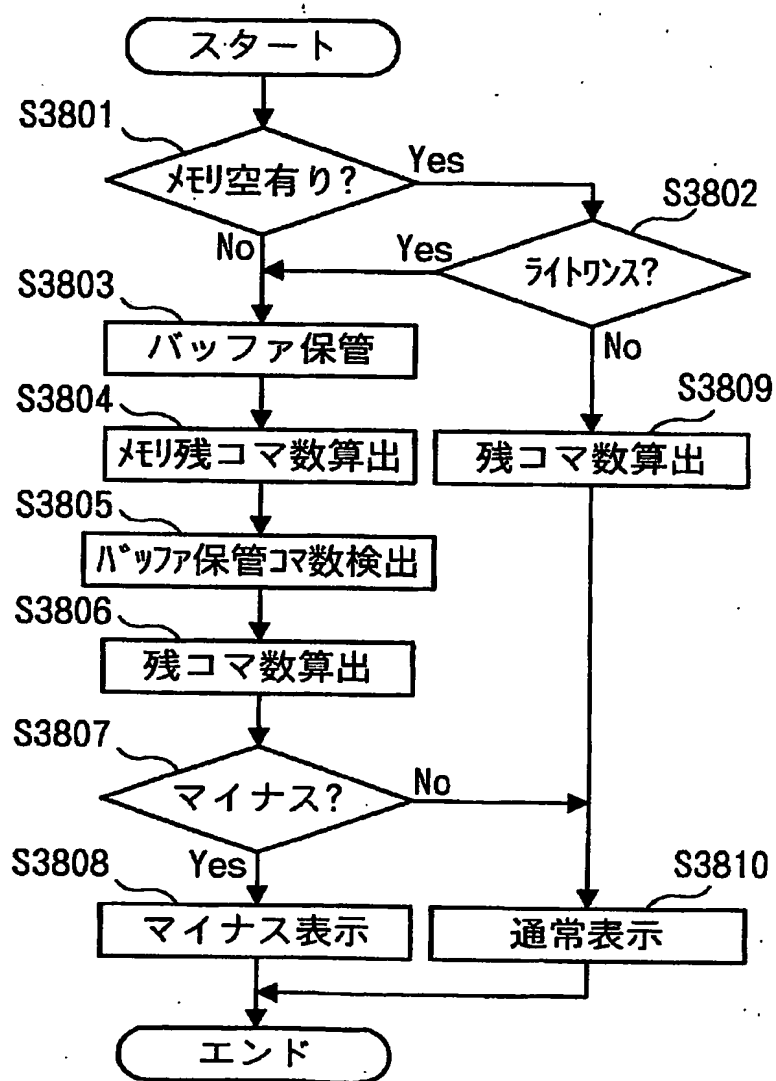 スタート
S3801
ﾒﾓﾘ空有り?
Yes
No
S3802
ﾗｲﾄﾜﾝｽ?
Yes
No
S3803
バッファ保管
S3804
ﾒﾓﾘ残コマ数算出
S3809
残コマ数算出
S3805
ﾊﾞｯﾌｧ保管ｺﾏ数検出
S3806
残コマ数算出
S3807
マイナス?
No
Yes
S3808
マイナス表示
S3810
通常表示
エンド